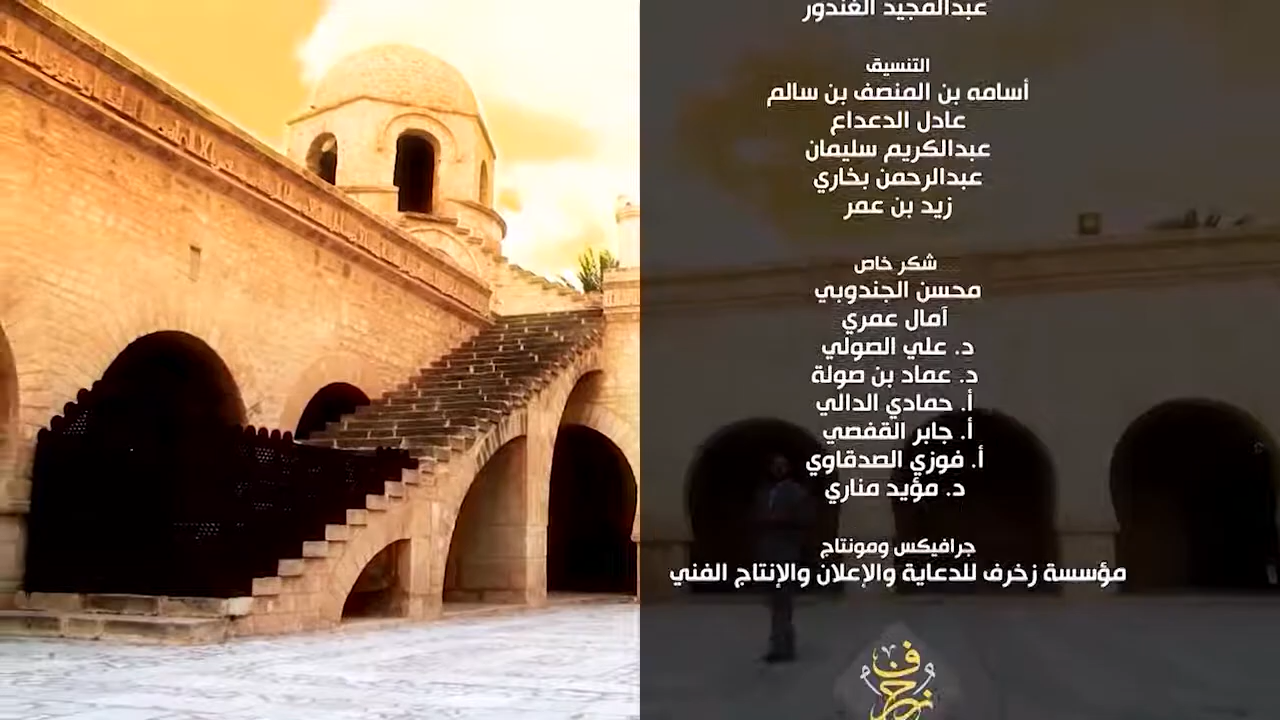 عبدالمجيد الغندور
التنسيق
أسامه بن المنصف بن سالم
عادل الدعداع
عبدالكريم سليمان
عبدالرحمن بخاري
زيد بن عمر
شكر خاص
محسن الجندوبي
آمال عمري
د. علي الصولي
د. عماد بن صولة
أ. حمادي الدالي
أ. جابر القفصي
أ. فوزي الصدقاوي
د. مؤيد مناري
جرافيكس ومونتاج
مؤسسة زخرف للدعاية والإعلان والإنتاج الفني
زخرف